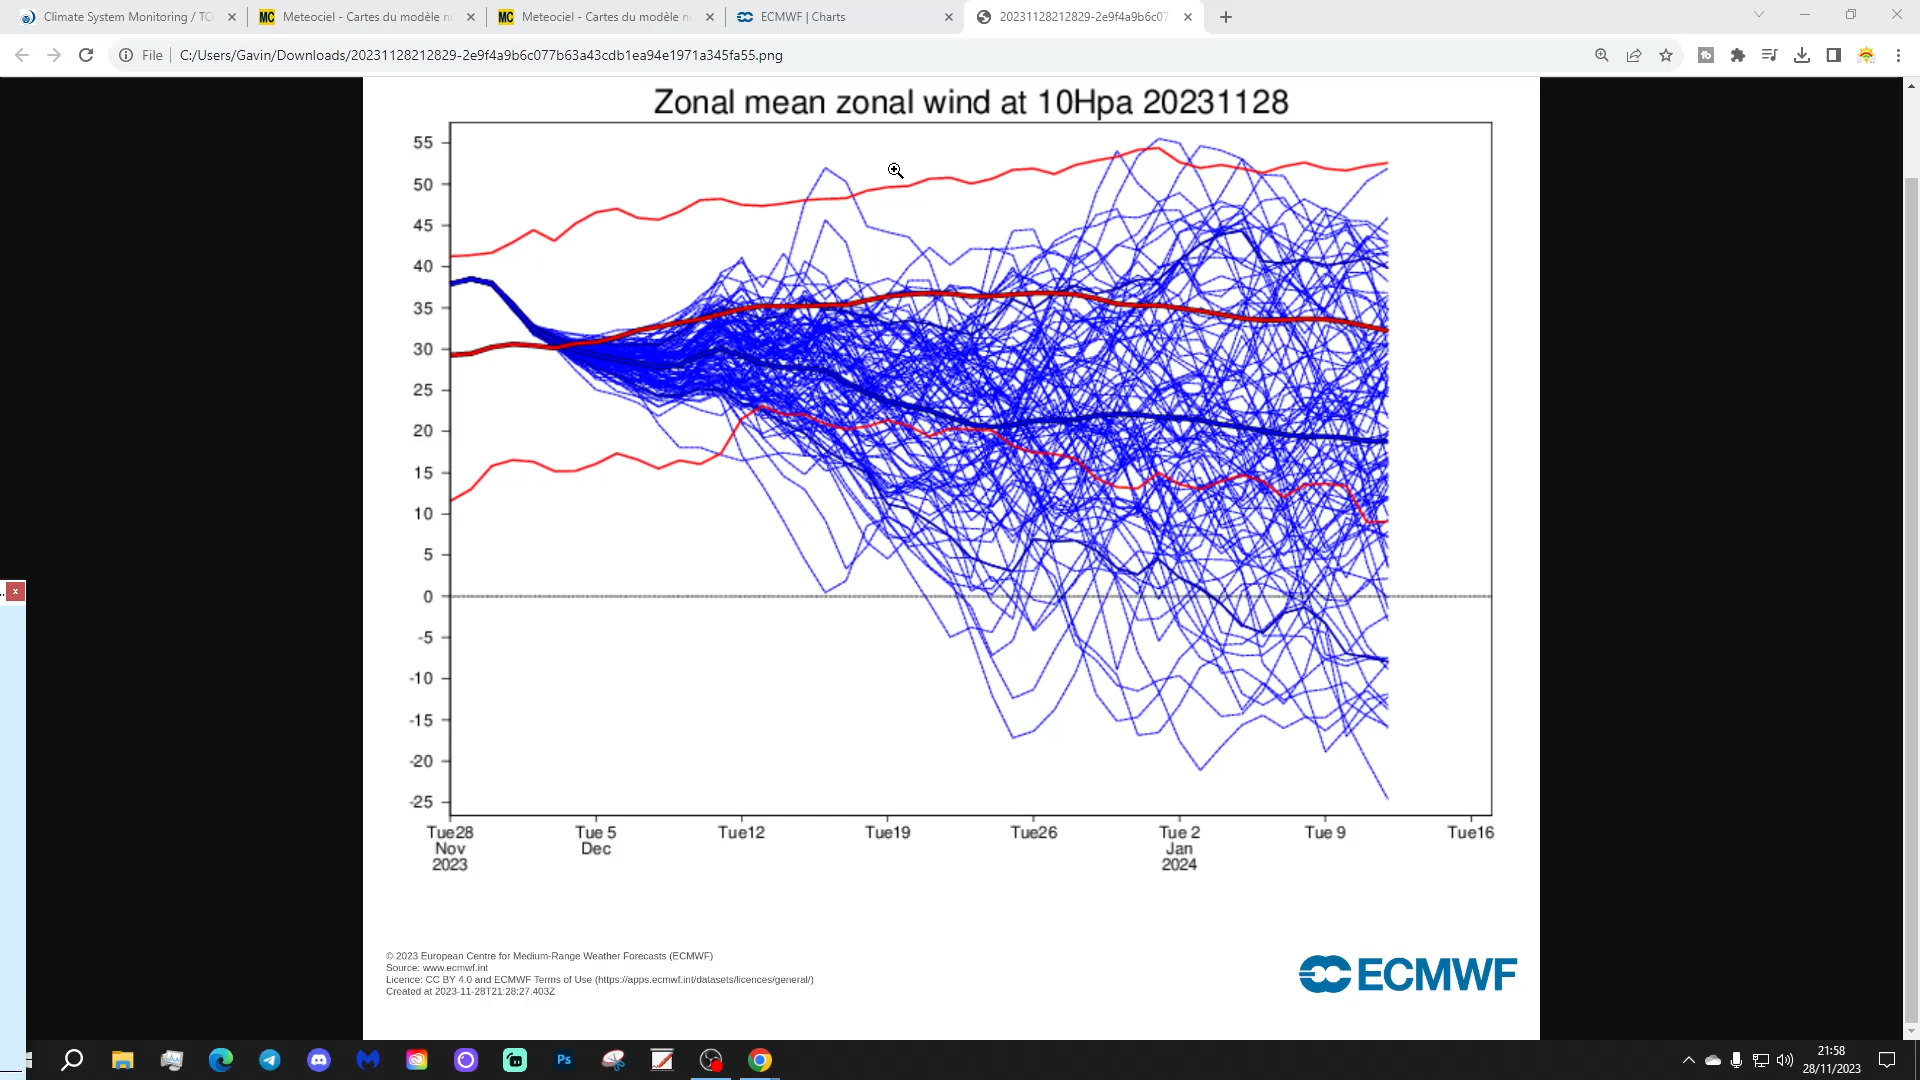 Climate System Monitoring / TC
Meteociel - Cartes du modèle nu
Meteociel - Cartes du modèle nu
ECMWF | Charts
20231128212829-2e9f4a9b6c07
File
C:/Users/Gavin/Downloads/20231128212829-2e9f4a9b6c077b63a43cdb1ea94e1971a345fa55.png
Zonal mean zonal wind at 10Hpa 20231128
55
50
45
40
35
30
25
20
15
10
5
0
-5
-10
-15
-20
-25
Tue28 Tue 5 Tue12 Tue19 Tue26 Tue 2 Tue 9 Tue16
Nov Dec Jan
2023 2024
© 2023 European Centre for Medium-Range Weather Forecasts (ECMWF)
Source: www.ecmwf.int
Licence: CC BY 4.0 and ECMWF Terms of Use (https://apps.ecmwf.int/datasets/licences/general/)
Created at 2023-11-28T21:28:27.403Z
ECMWF
21:58
28/11/2023